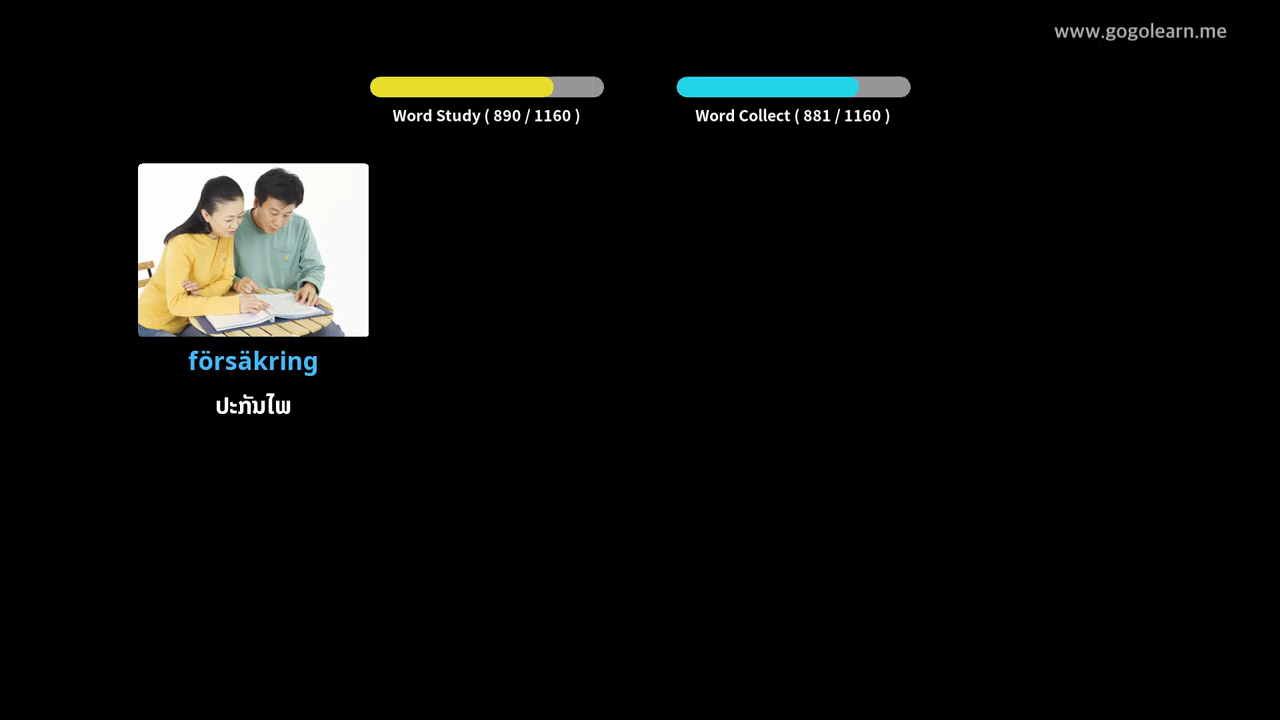 www.gogolearn.me
Word Study ( 890 / 1160 )
Word Collect ( 881 / 1160 )
försäkring
ປະກັນໄພ